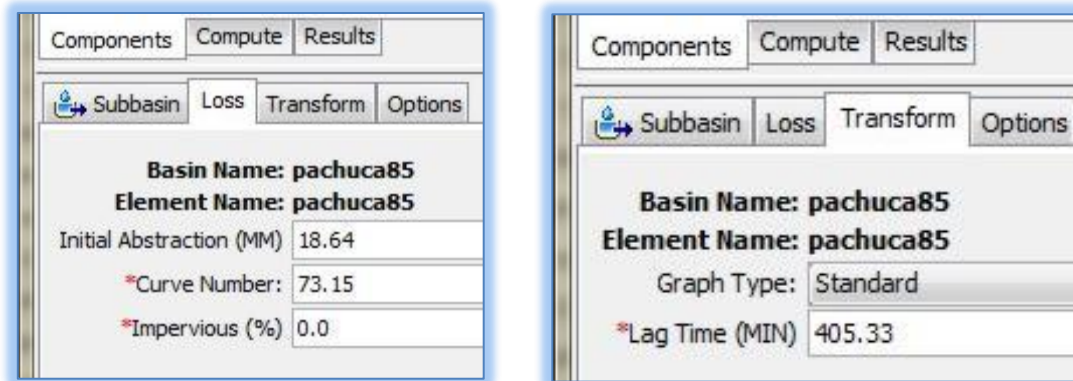 Components Compute Results
Subbasin Loss Transform Options
Basin Name: pachuca85
Element Name: pachuca85
Initial Abstraction (MM) 18.64
*Curve Number: 73.15
*Impervious (%) 0.0
Components Compute Results
Subbasin Loss Transform Options
Basin Name: pachuca85
Element Name: pachuca85
Graph Type: Standard
*Lag Time (MIN) 405.33